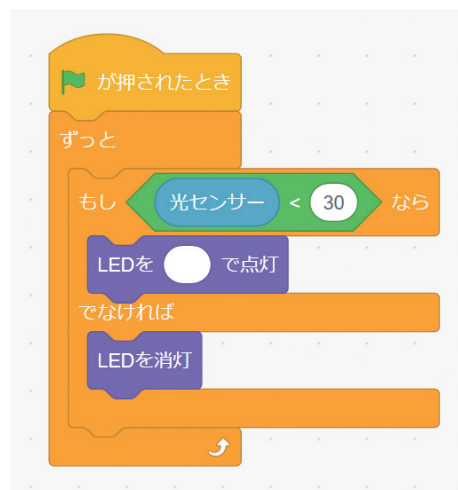 が押されたとき
ずっと
もし 光センサー < 30 なら
LEDを で点灯
でなければ
LEDを消灯